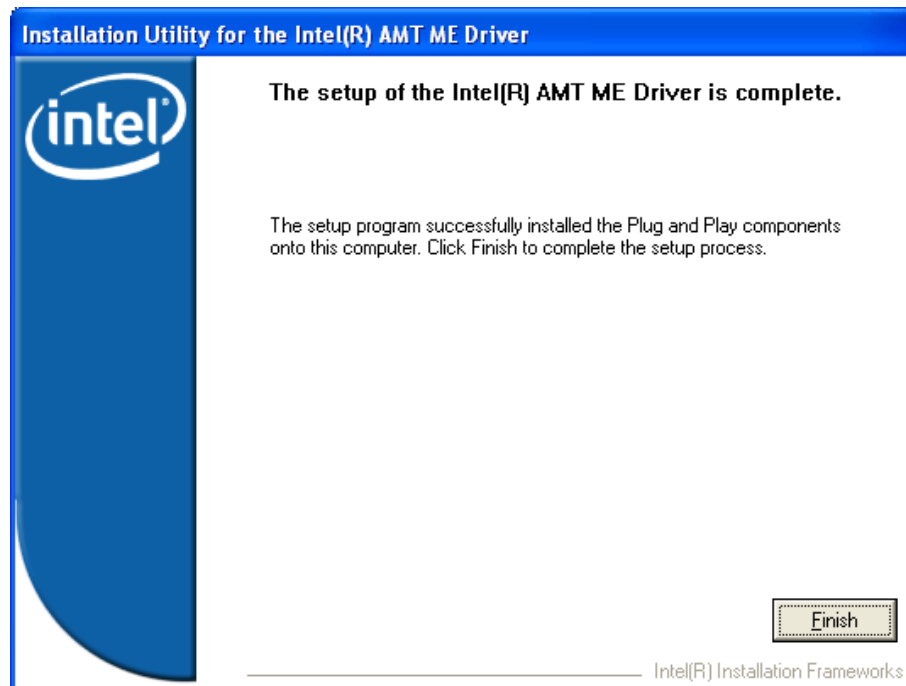 Installation Utility for the Intel(R) AMT ME Driver
intel®
The setup of the Intel(R) AMT ME Driver is complete.
The setup program successfully installed the Plug and Play components
onto this computer. Click Finish to complete the setup process.
Finish
Intel(R) Installation Frameworks